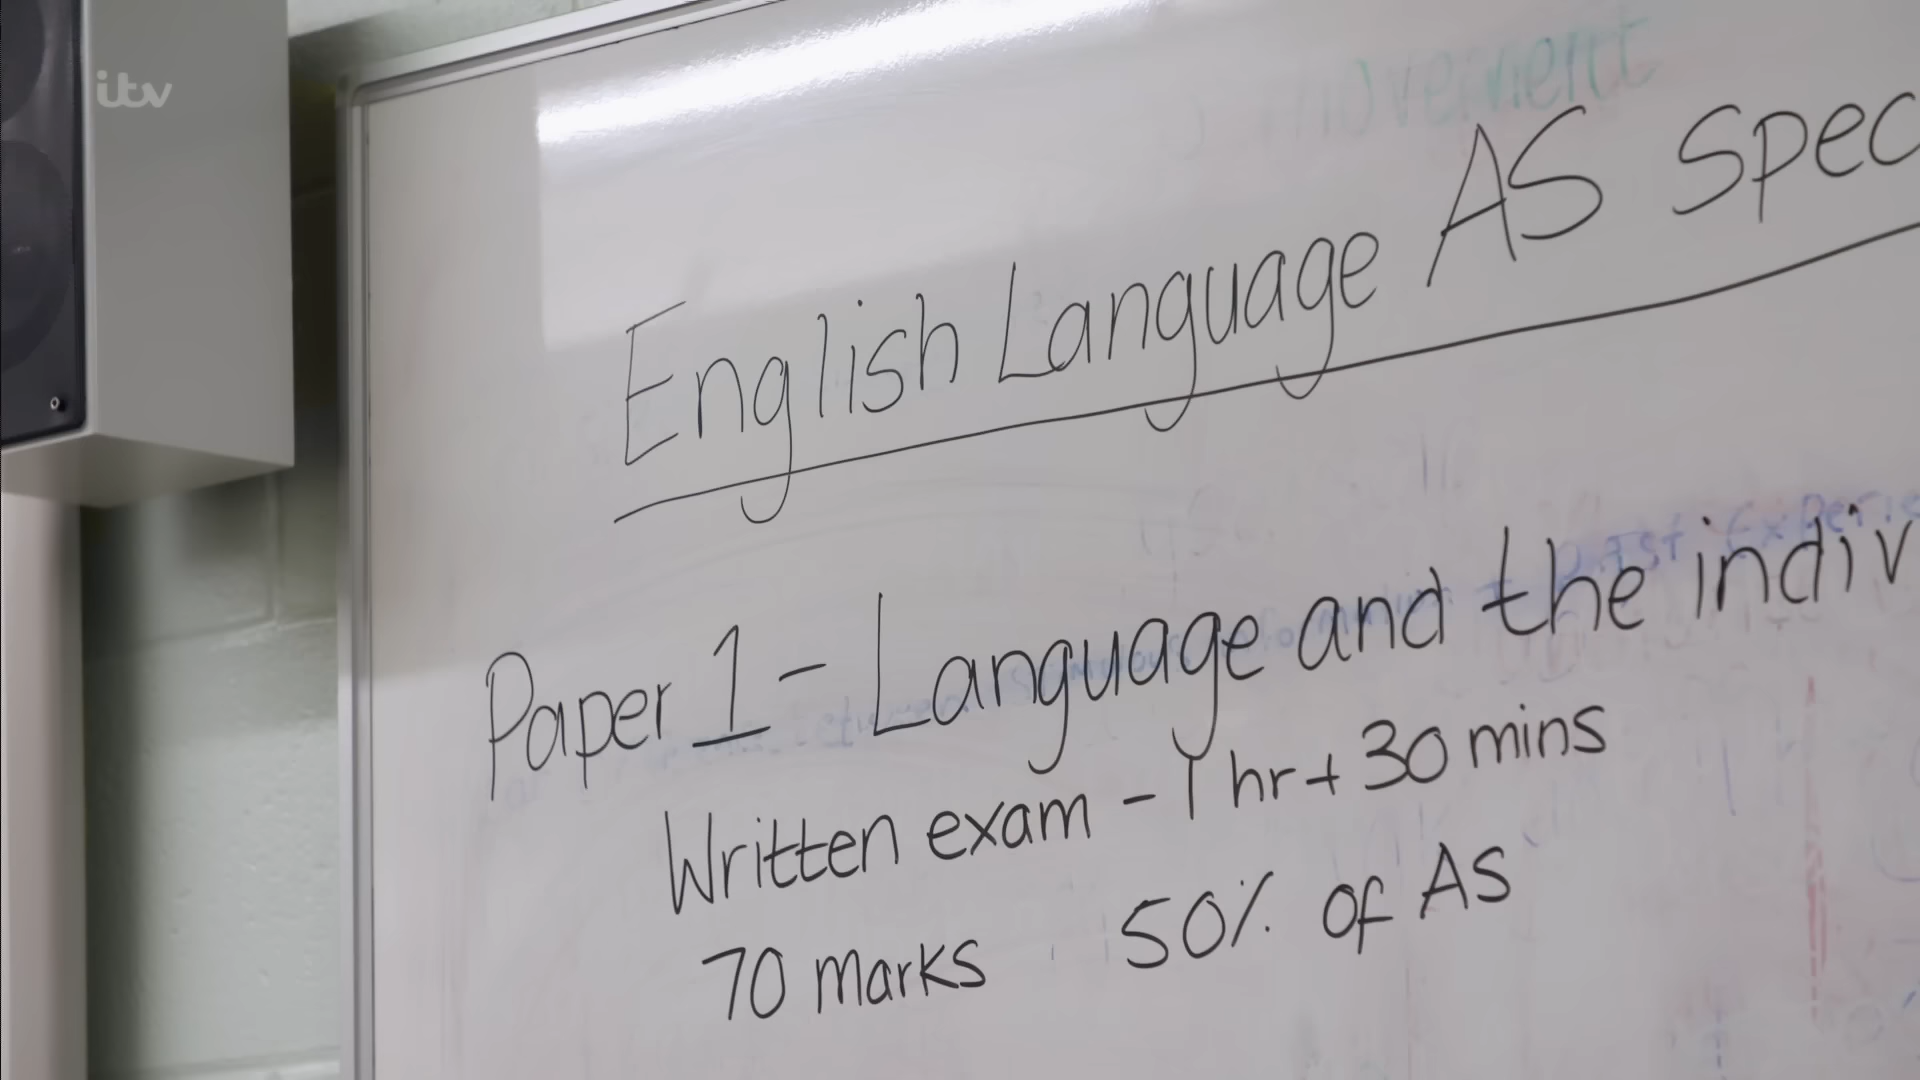 itv
movement
English Language AS Spec
Paper 1 - Language and the indiv
Written exam - 1 hr + 30 mins
70 marks 50% of AS